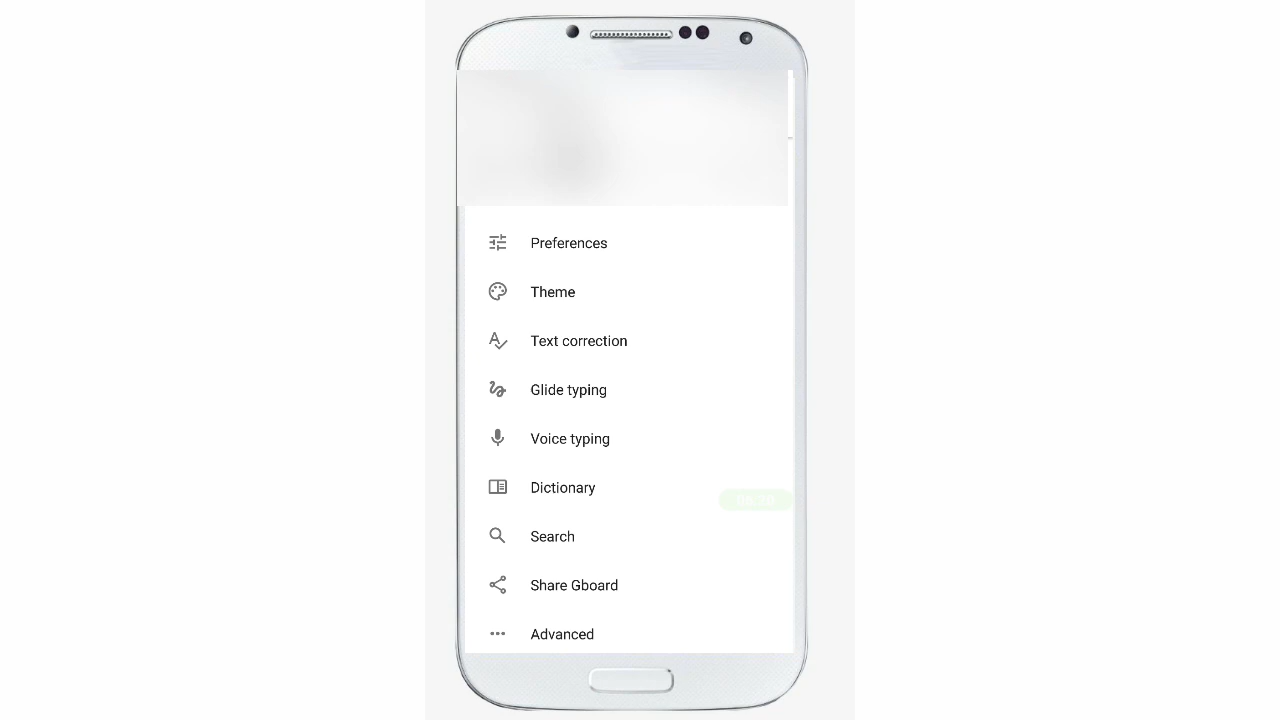 Preferences
Theme
Text correction
Glide typing
Voice typing
Dictionary
Search
Share Gboard
Advanced